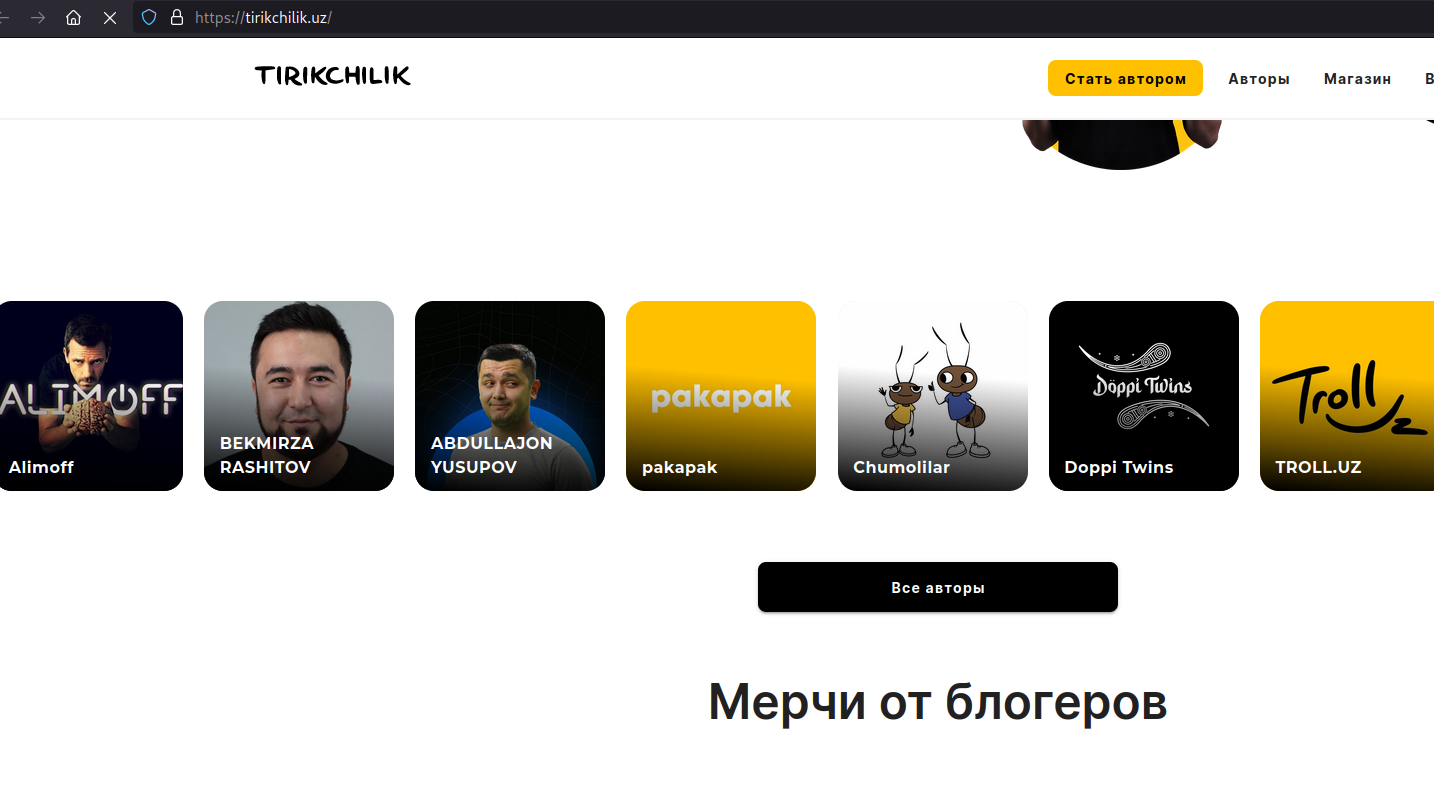 https://tirikchilik.uz/
TIRIKCHILIK
Стать автором
Авторы
Магазин
ALIMOFF
Alimoff
BEKMIRZA
RASHITOV
ABDULLAJON
YUSUPOV
pakapak
pakapak
Chumolilar
Döppi Twins
Doppi Twins
Troll
uz
TROLL.UZ
Все авторы
Мерчи от блогеров